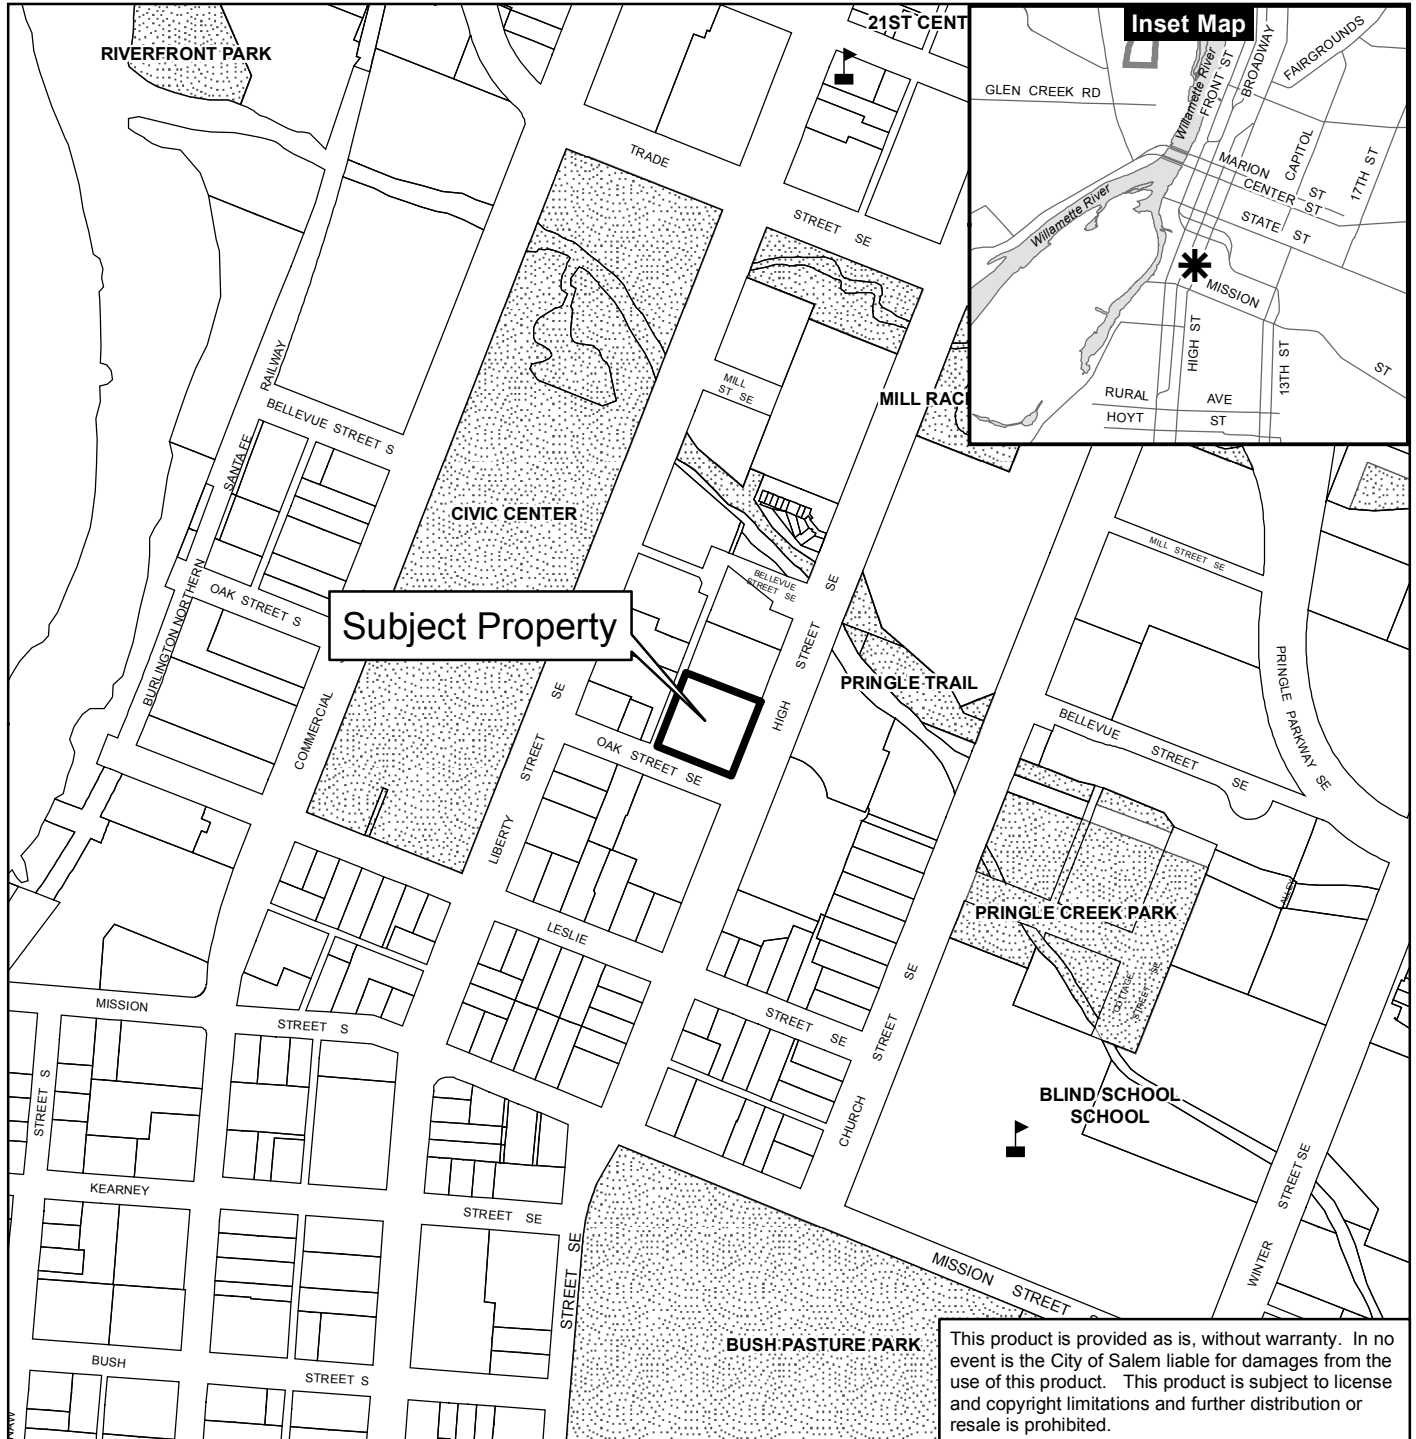 RIVERFRONT PARK
21ST CENT
Inset Map
GLEN CREEK RD
Willamette River
FRONT ST
BROADWAY
FAIRGROUNDS
MARION ST
CENTER ST
CAPITOL
17TH ST
STATE ST
Willamette River
MISSION ST
HIGH ST
13TH ST
RURAL AVE
HOYT ST
TRADE
STREET SE
RAILWAY
BELLEVUE STREET S
SANTA FE
MILL
ST SE
MILL RAC
CIVIC CENTER
BURLINGTON NORTHERN
OAK STREET S
Subject Property
BELLEVUE
STREET SE
MILL STREET SE
HIGH STREET SE
PRINGLE TRAIL
PRINGLE PARKWAY SE
COMMERCIAL
LIBERTY STREET SE
OAK STREET SE
BELLEVUE STREET SE
ALLEY
PRINGLE CREEK PARK
LESLIE
STREET SE
COTTAGE
STREET SE
CHURCH STREET SE
MISSION
STREET S
STREET S
BLIND SCHOOL
SCHOOL
KEARNEY
STREET SE
STREET SE
WINTER STREET SE
MISSION STREET
BUSH PASTURE PARK
BUSH
STREET S
This product is provided as is, without warranty. In no
event is the City of Salem liable for damages from the
use of this product. This product is subject to license
and copyright limitations and further distribution or
resale is prohibited.